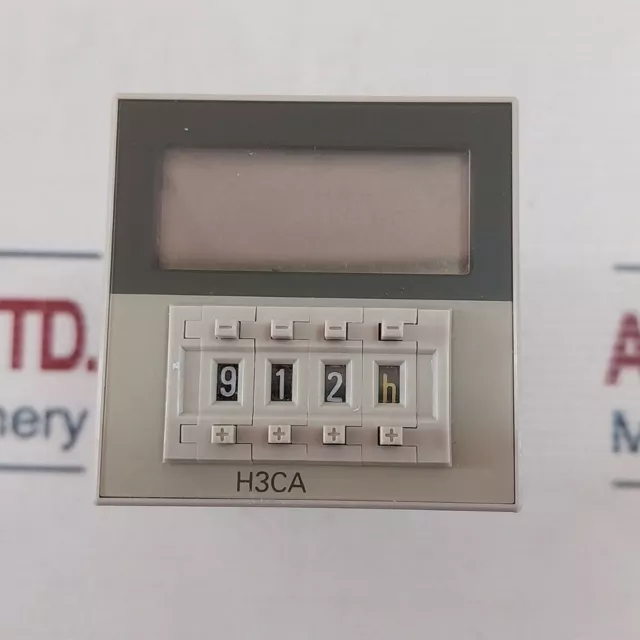 TD.
A
nery
M
- - - -
9 1 2 h
+ + + +
H3CA